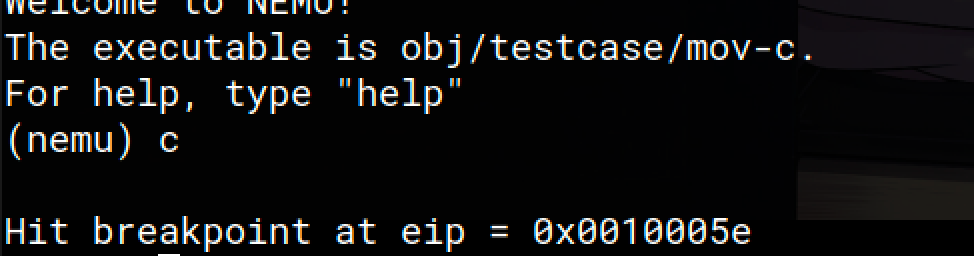 Welcome to NEMU!
The executable is obj/testcase/mov-c.
For help, type "help"
(nemu) c
Hit breakpoint at eip = 0x0010005e